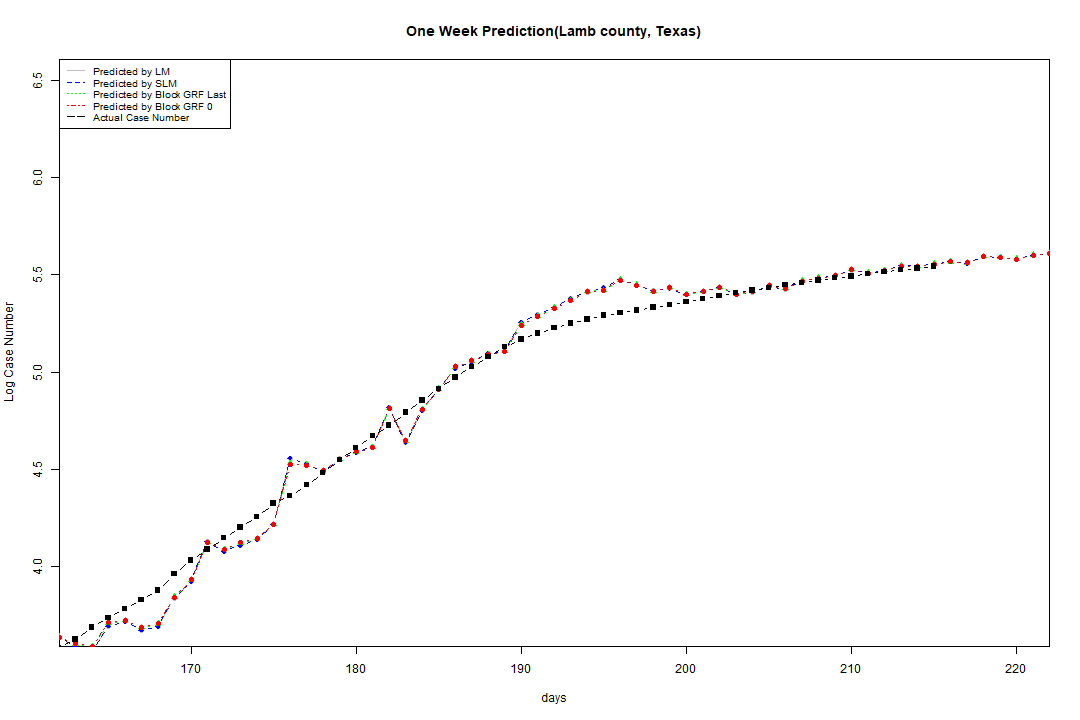 One Week Prediction(Lamb county, Texas)
Predicted by LM
Predicted by SLM
Predicted by Block GRF Last
Predicted by Block GRF 0
Actual Case Number
6.5
6.0
5.5
5.0
4.5
4.0
Log Case Number
170 180 190 200 210 220
days